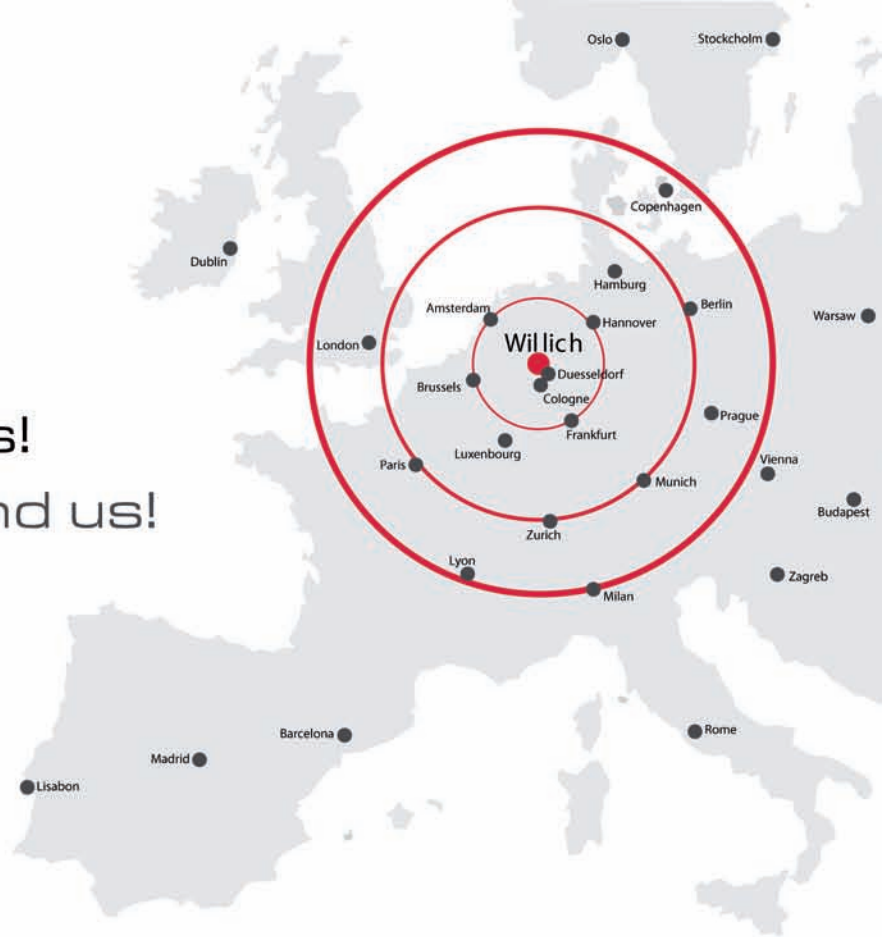 Oslo
Stockcholm
Copenhagen
Dublin
Hamburg
Amsterdam
Berlin
Hannover
Warsaw
London
Willich
Duesseldorf
Brussels
Cologne
Prague
s!
Frankfurt
Luxenbourg
Vienna
Paris
Munich
nd us!
Budapest
Zurich
Lyon
Zagreb
Milan
Rome
Barcelona
Madrid
Lisabon